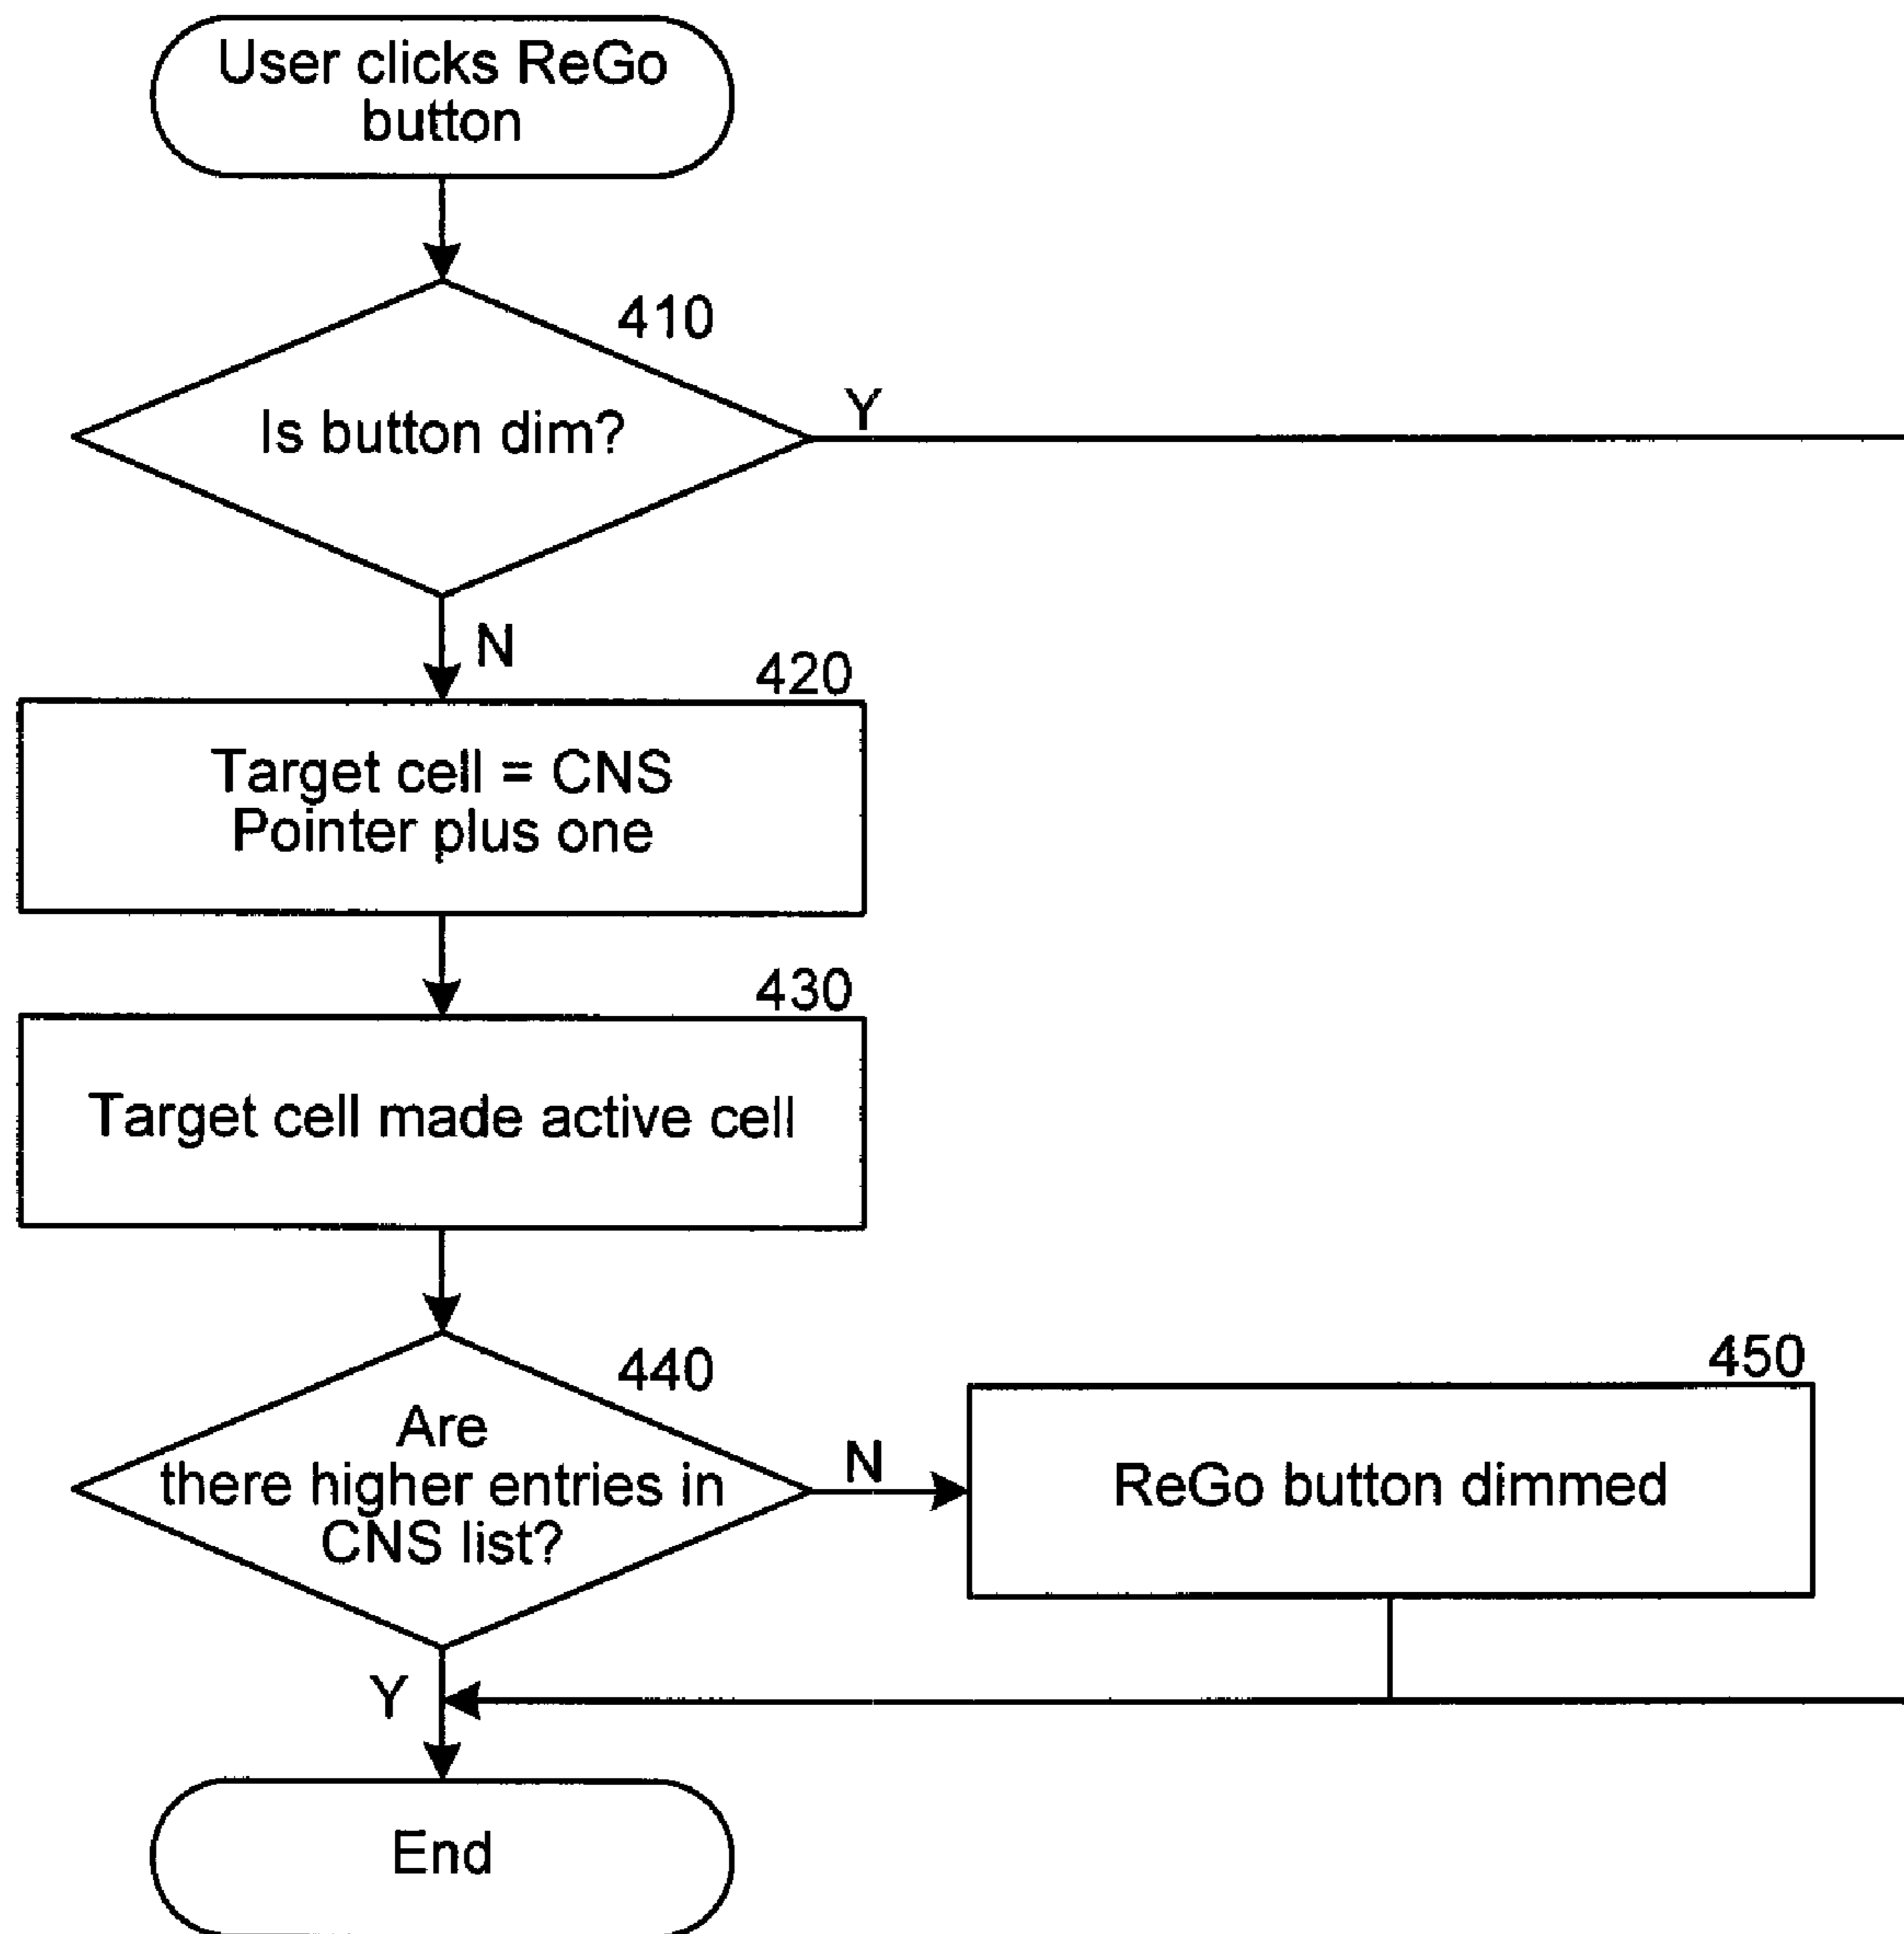 User clicks ReGo
button
410
Is button dim?
Y
N
420
Target cell = CNS
Pointer plus one
430
Target cell made active cell
440
Are
there higher entries in
CNS list?
N
450
ReGo button dimmed
Y
End